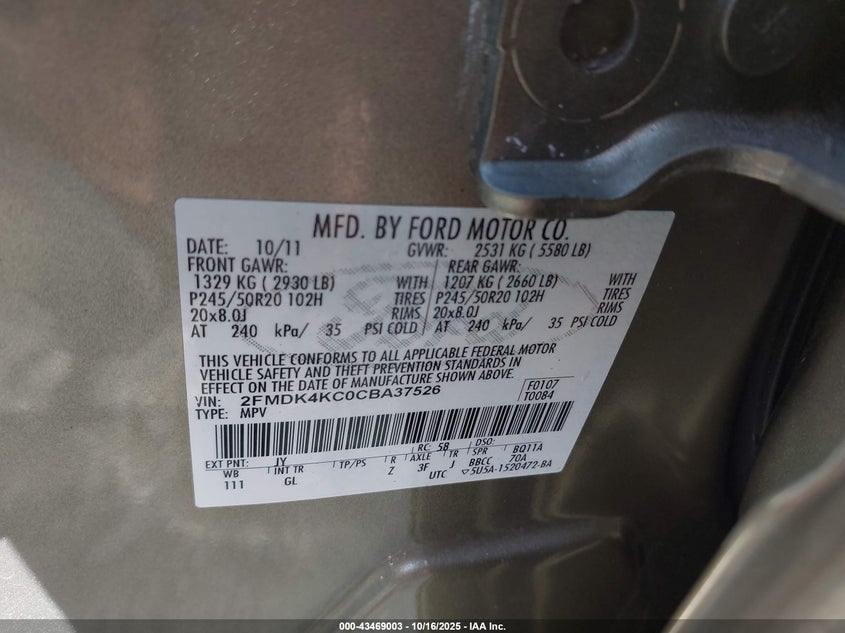 MFD. BY FORD MOTOR CO.
DATE: 10/11 GVWR: 2531 KG ( 5580 LB)
FRONT GAWR: REAR GAWR:
1329 KG ( 2930 LB) WITH 1207 KG ( 2660 LB) WITH
P245/50R20 102H TIRES P245/50R20 102H TIRES
20x8.0J RIMS 20x8.0J RIMS
AT 240 kPa/ 35 PSI COLD AT 240 kPa/ 35 PSI COLD
THIS VEHICLE CONFORMS TO ALL APPLICABLE FEDERAL MOTOR
VEHICLE SAFETY AND THEFT PREVENTION STANDARDS IN
EFFECT ON THE DATE OF MANUFACTURE SHOWN ABOVE.
VIN: 2FMDK4KC0CBA37526 F0107
TYPE: MPV T0084
RC: 58 DSO:
EXT PNT: JY R AXLE TR SPR BQ11A
WB INT TR TP/PS Z 3F J BBCC 70A
111 GL UTC ▽5U5A-1520472-BA
000-43469003 - 10/16/2025 - IAA Inc.